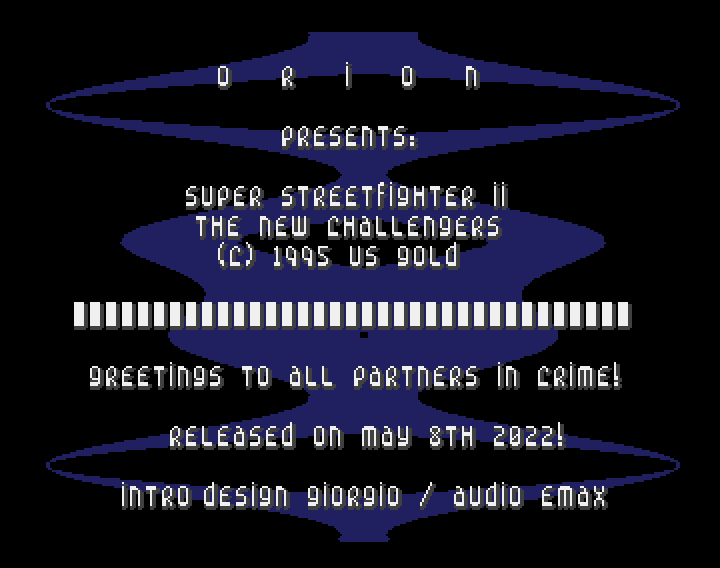 O R i O n
PRESEnTS:
SUPER STREETfighTER ii
THE nEW ChaLLEngERS
(C) 1995 US gOLd
gREETingS TO aLL PaRTnERS in CRimE!
RELEaSEd On may 8TH 2022!
inTRO dESign giORgiO / aUdiO Emax